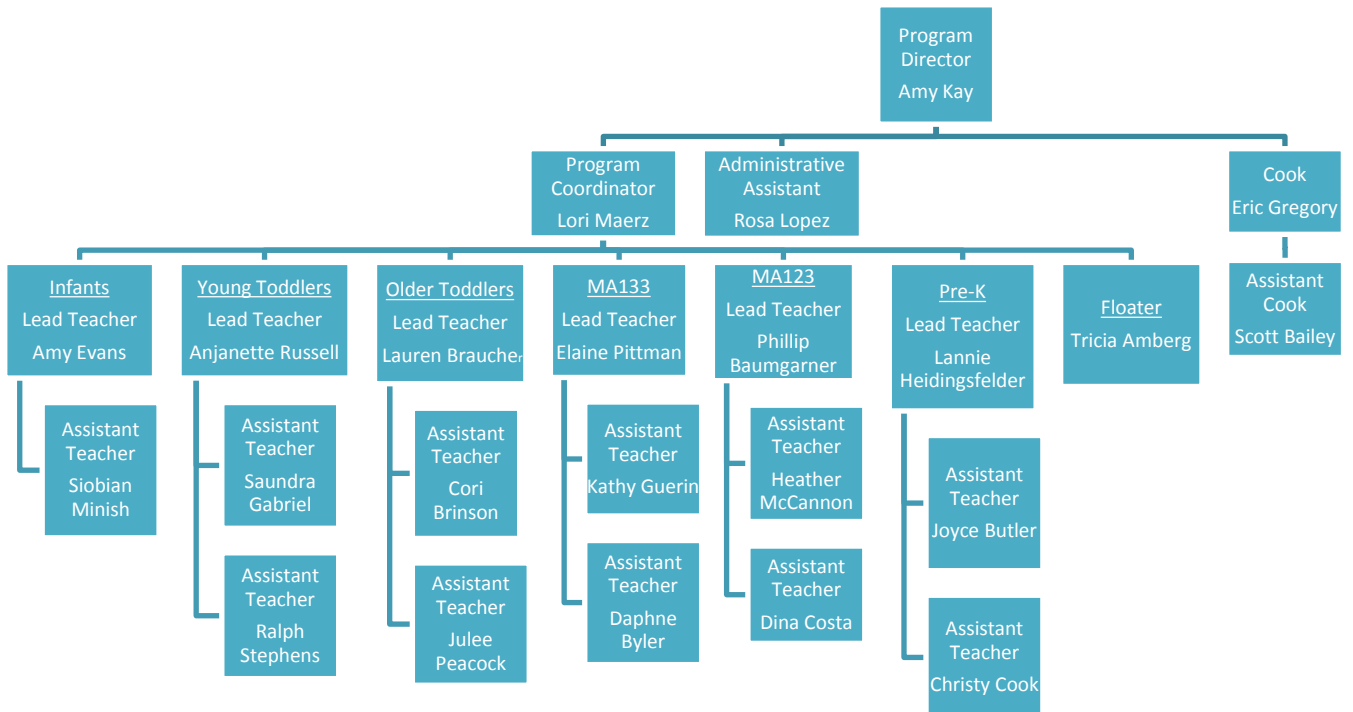 Program
Director
Amy Kay
Program
Coordinator
Lori Maerz
Administrative
Assistant
Rosa Lopez
Cook
Eric Gregory
Assistant
Cook
Scott Bailey
Infants
Lead Teacher
Amy Evans
Assistant
Teacher
Siobian
Minish
Young Toddlers
Lead Teacher
Anjanette Russell
Assistant
Teacher
Saundra
Gabriel
Assistant
Teacher
Ralph
Stephens
Older Toddlers
Lead Teacher
Lauren Braucher
Assistant
Teacher
Cori
Brinson
Assistant
Teacher
Julee
Peacock
MA133
Lead Teacher
Elaine Pittman
Assistant
Teacher
Kathy Guerin
Assistant
Teacher
Daphne
Byler
MA123
Lead Teacher
Phillip
Baumgarner
Assistant
Teacher
Heather
McCannon
Assistant
Teacher
Dina Costa
Pre-K
Lead Teacher
Lannie
Heidingsfelder
Assistant
Teacher
Joyce Butler
Assistant
Teacher
Christy Cook
Floater
Tricia Amberg